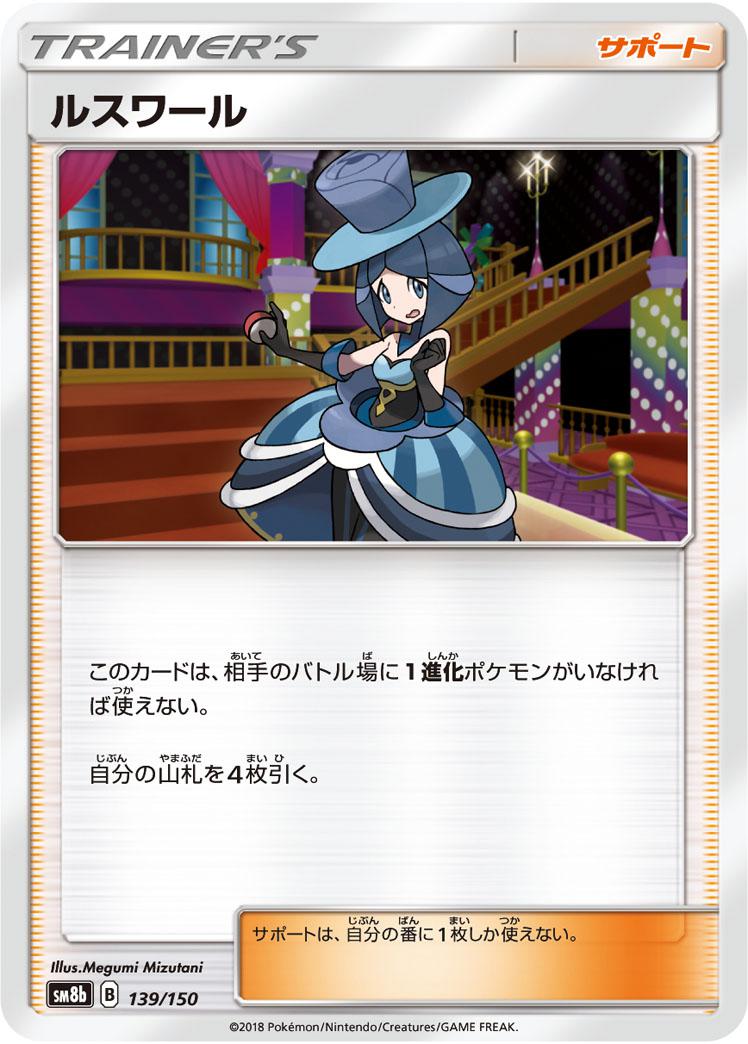 TRAINER'S
サポート
ルスワール
このカードは、相手のバトル場に1進化ポケモンがいなけれ
ば使えない。
自分の山札を4枚引く。
サポートは、自分の番に1枚しか使えない。
Illus.Megumi Mizutani
SM8b B 139/150
©2018 Pokémon/Nintendo/Creatures/GAME FREAK.